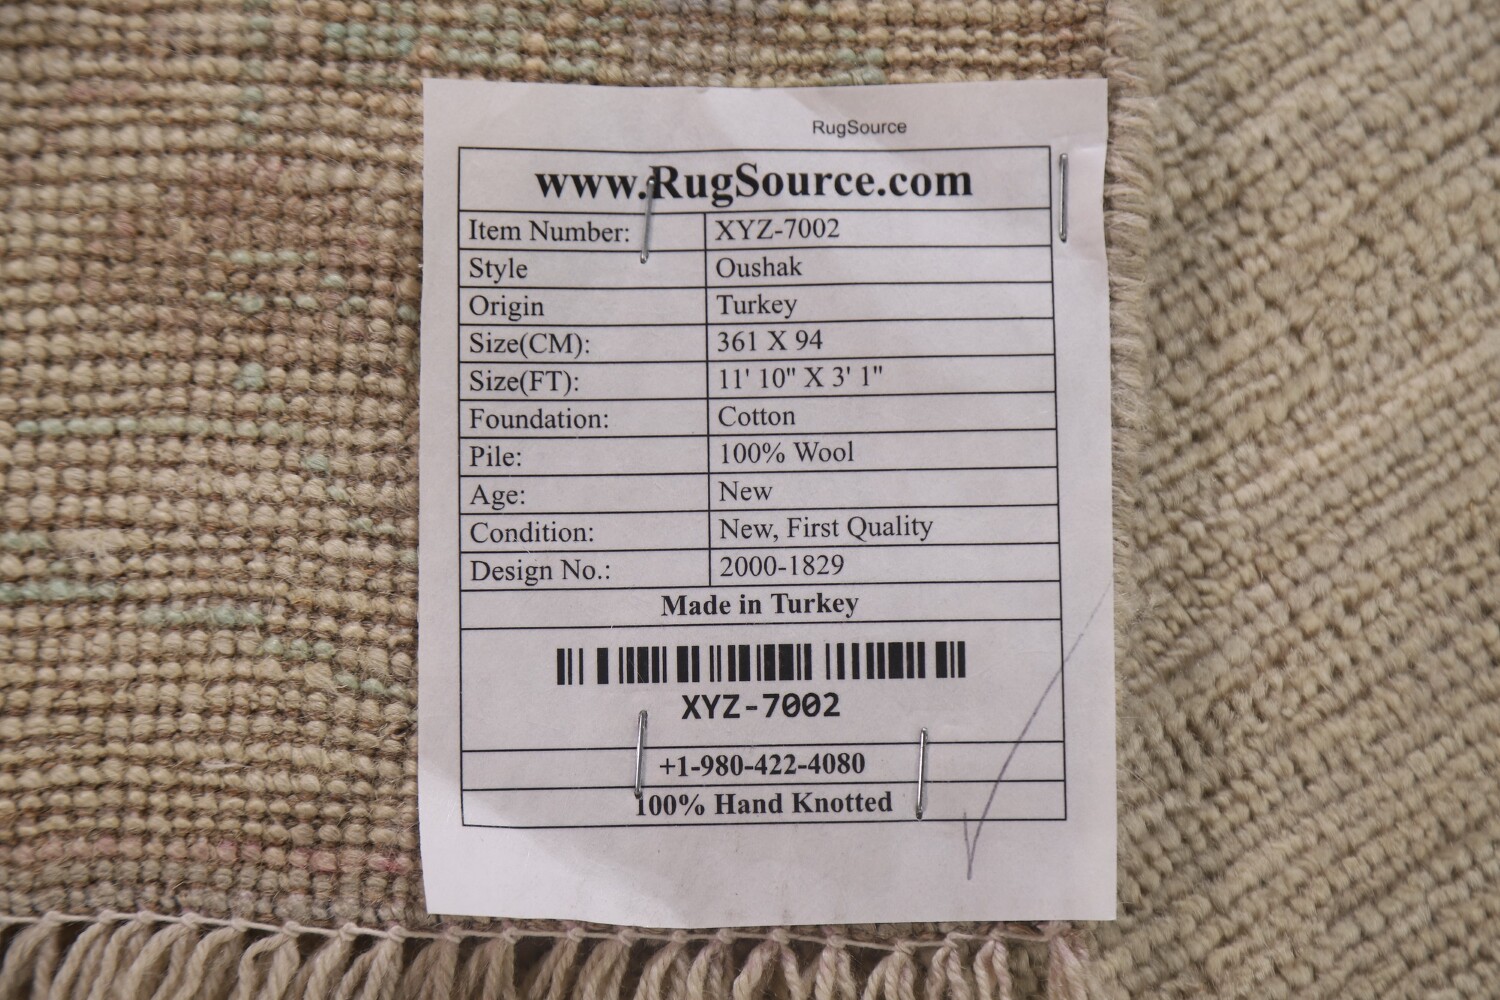 RugSource
www.RugSource.com
Item Number: XYZ-7002
Style Oushak
Origin Turkey
Size(CM): 361 X 94
Size(FT): 11' 10" X 3' 1"
Foundation: Cotton
Pile: 100% Wool
Age: New
Condition: New, First Quality
Design No.: 2000-1829
Made in Turkey
XYZ-7002
+1-980-422-4080
100% Hand Knotted